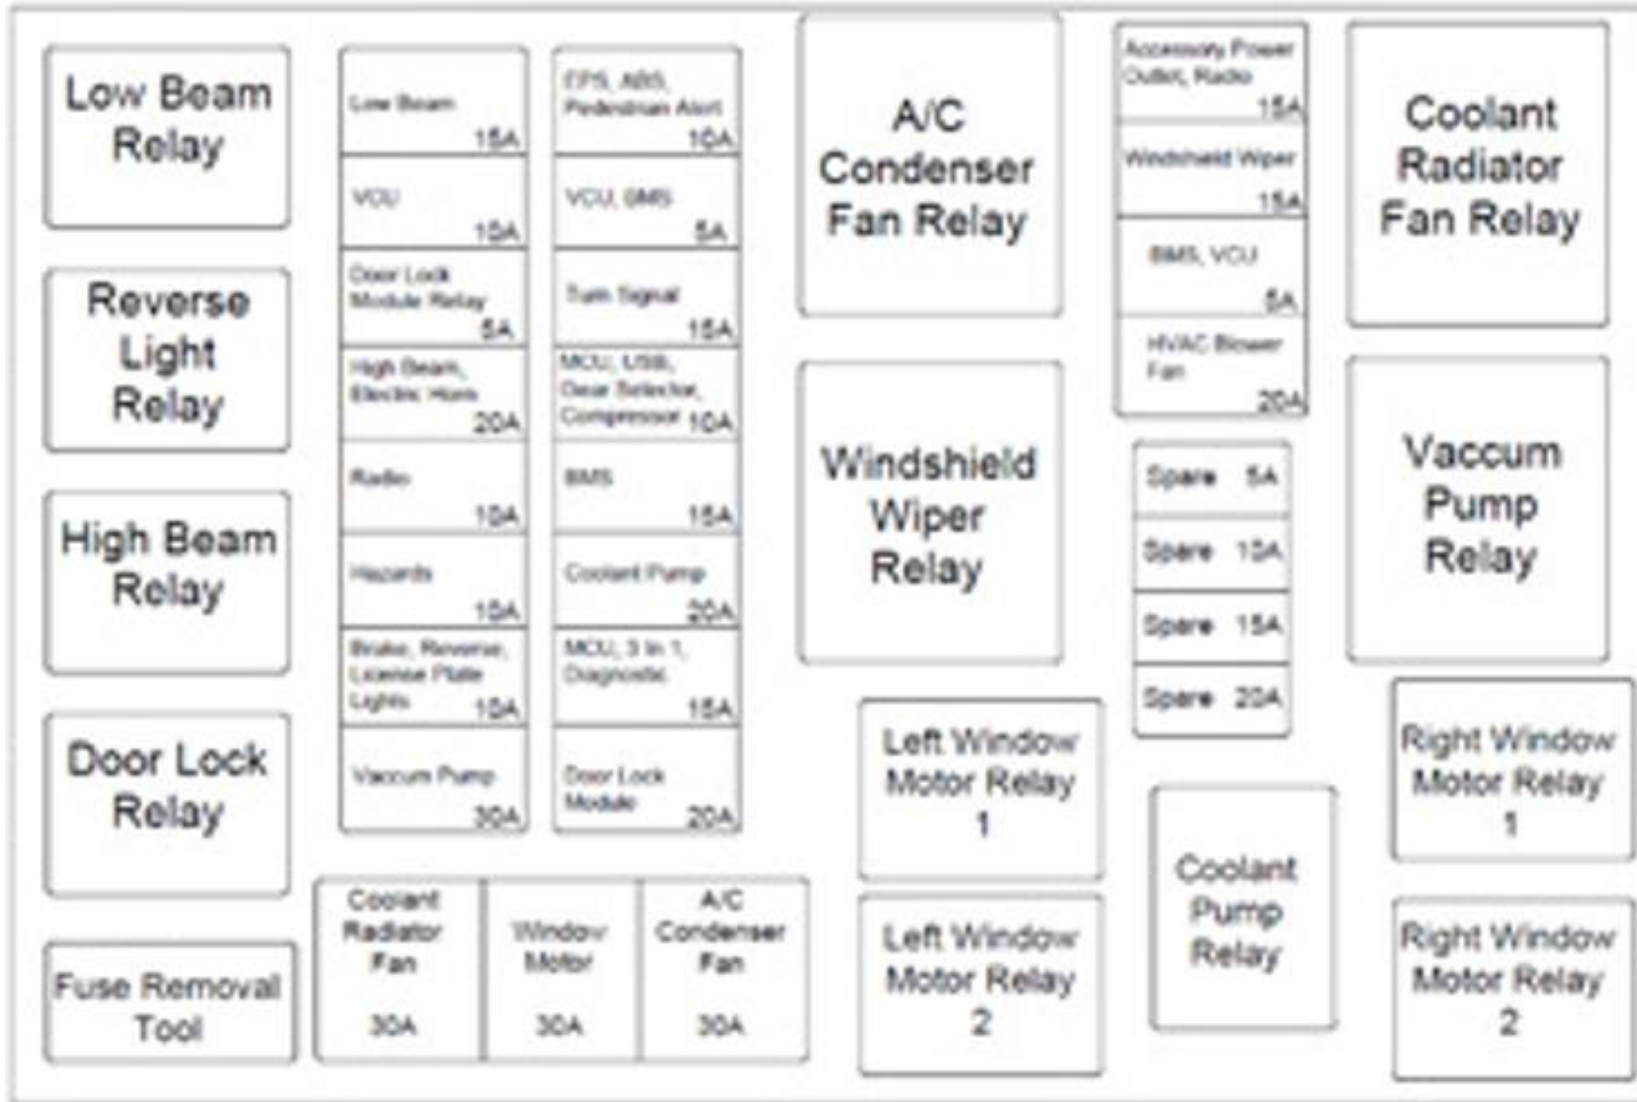 Low Beam
Relay
Reverse
Light
Relay
High Beam
Relay
Door Lock
Relay
Fuse Removal
Tool
Low Beam
15A
VCU
10A
Door Lock
Module Relay
5A
High Beam,
Electric Horn
20A
Radio
10A
Hazards
10A
Brake, Reverse,
License Plate
Lights
10A
Vaccum Pump
30A
EPS, ABS,
Pedestrian Alert
10A
VCU, BMS
5A
Turn Signal
15A
MCU, USB,
Gear Selector,
Compressor 10A
BMS
15A
Coolant Pump
20A
MCU, 3 In 1,
Diagnostic
15A
Door Lock
Module
20A
Coolant
Radiator
Fan
30A
Window
Motor
30A
A/C
Condenser
Fan
30A
A/C
Condenser
Fan Relay
Windshield
Wiper
Relay
Left Window
Motor Relay
1
Left Window
Motor Relay
2
Accessory Power
Outlet, Radio
15A
Windshield Wiper
15A
BMS, VCU
5A
HVAC Blower
Fan
20A
Spare 5A
Spare 10A
Spare 15A
Spare 20A
Coolant
Pump
Relay
Coolant
Radiator
Fan Relay
Vaccum
Pump
Relay
Right Window
Motor Relay
1
Right Window
Motor Relay
2